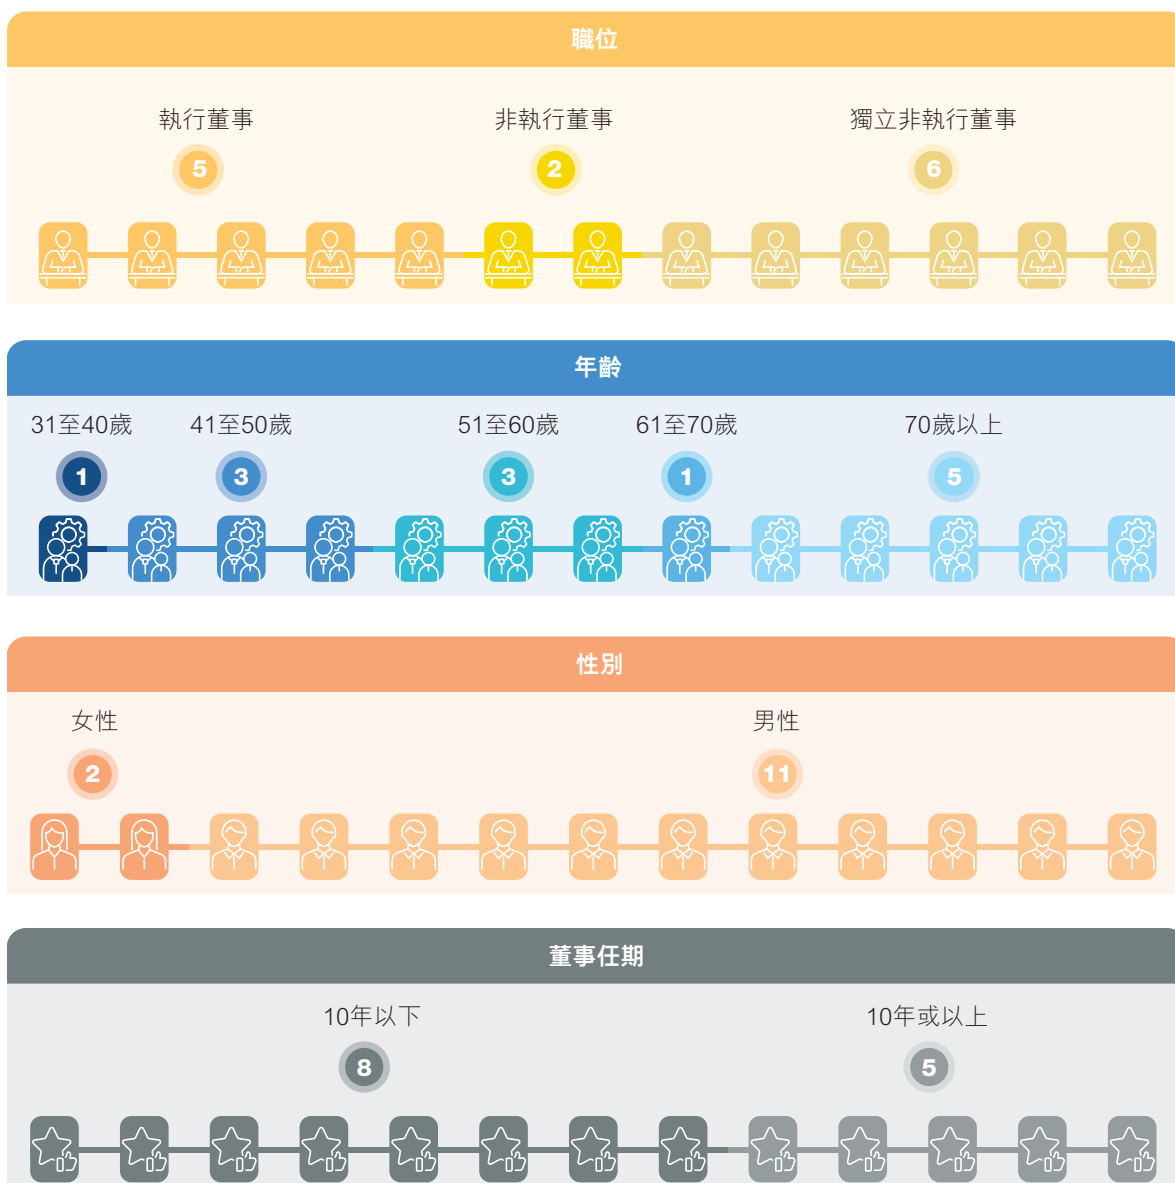 職位
執行董事 非執行董事 獨立非執行董事
5 2 6
年齡
31至40歲 41至50歲 51至60歲 61至70歲 70歲以上
1 3 3 1 5
性別
女性 男性
2 11
董事任期
10年以下 10年或以上
8 5